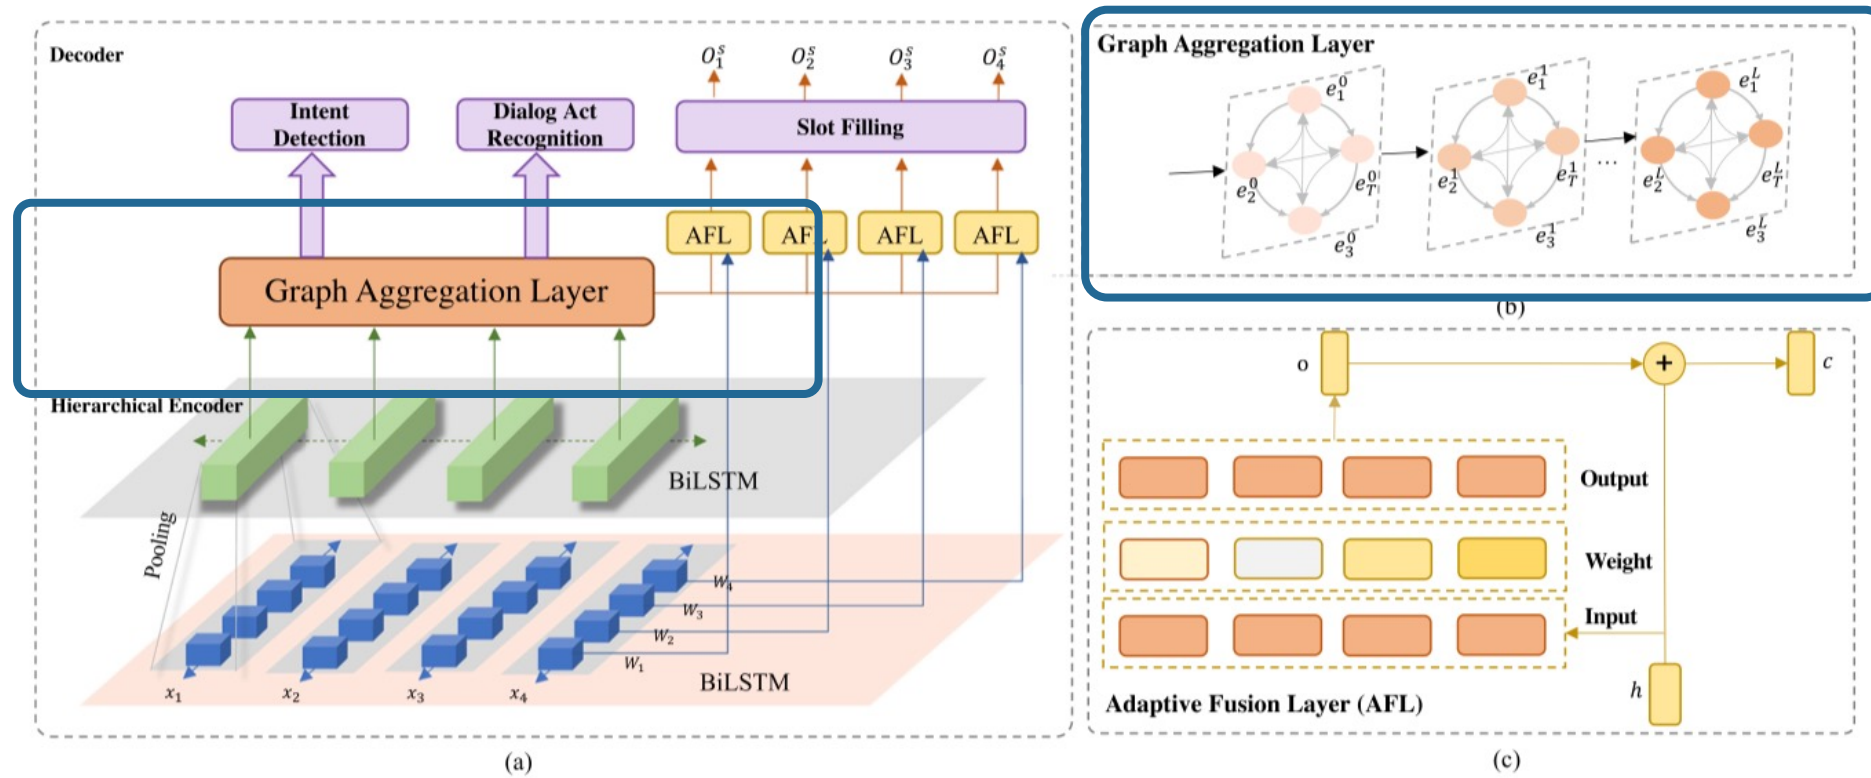 Decoder
O₁ˢ O₂ˢ O₃ˢ O₄ˢ
Intent
Detection
Dialog Act
Recognition
Slot Filling
AFL AFL AFL AFL
Graph Aggregation Layer
Hierarchical Encoder
BiLSTM
Pooling
W₄
W₃
W₂
W₁
BiLSTM
x₁ x₂ x₃ x₄
(a)
Graph Aggregation Layer
e₁⁰ e₁¹ e₁ᴸ
e₂⁰ e_T⁰ e₂¹ e_T¹ ... e₂ᴸ e_Tᴸ
e₃⁰ e₃¹ e₃ᴸ
(b)
o + c
Output
Weight
Input
h
Adaptive Fusion Layer (AFL)
(c)